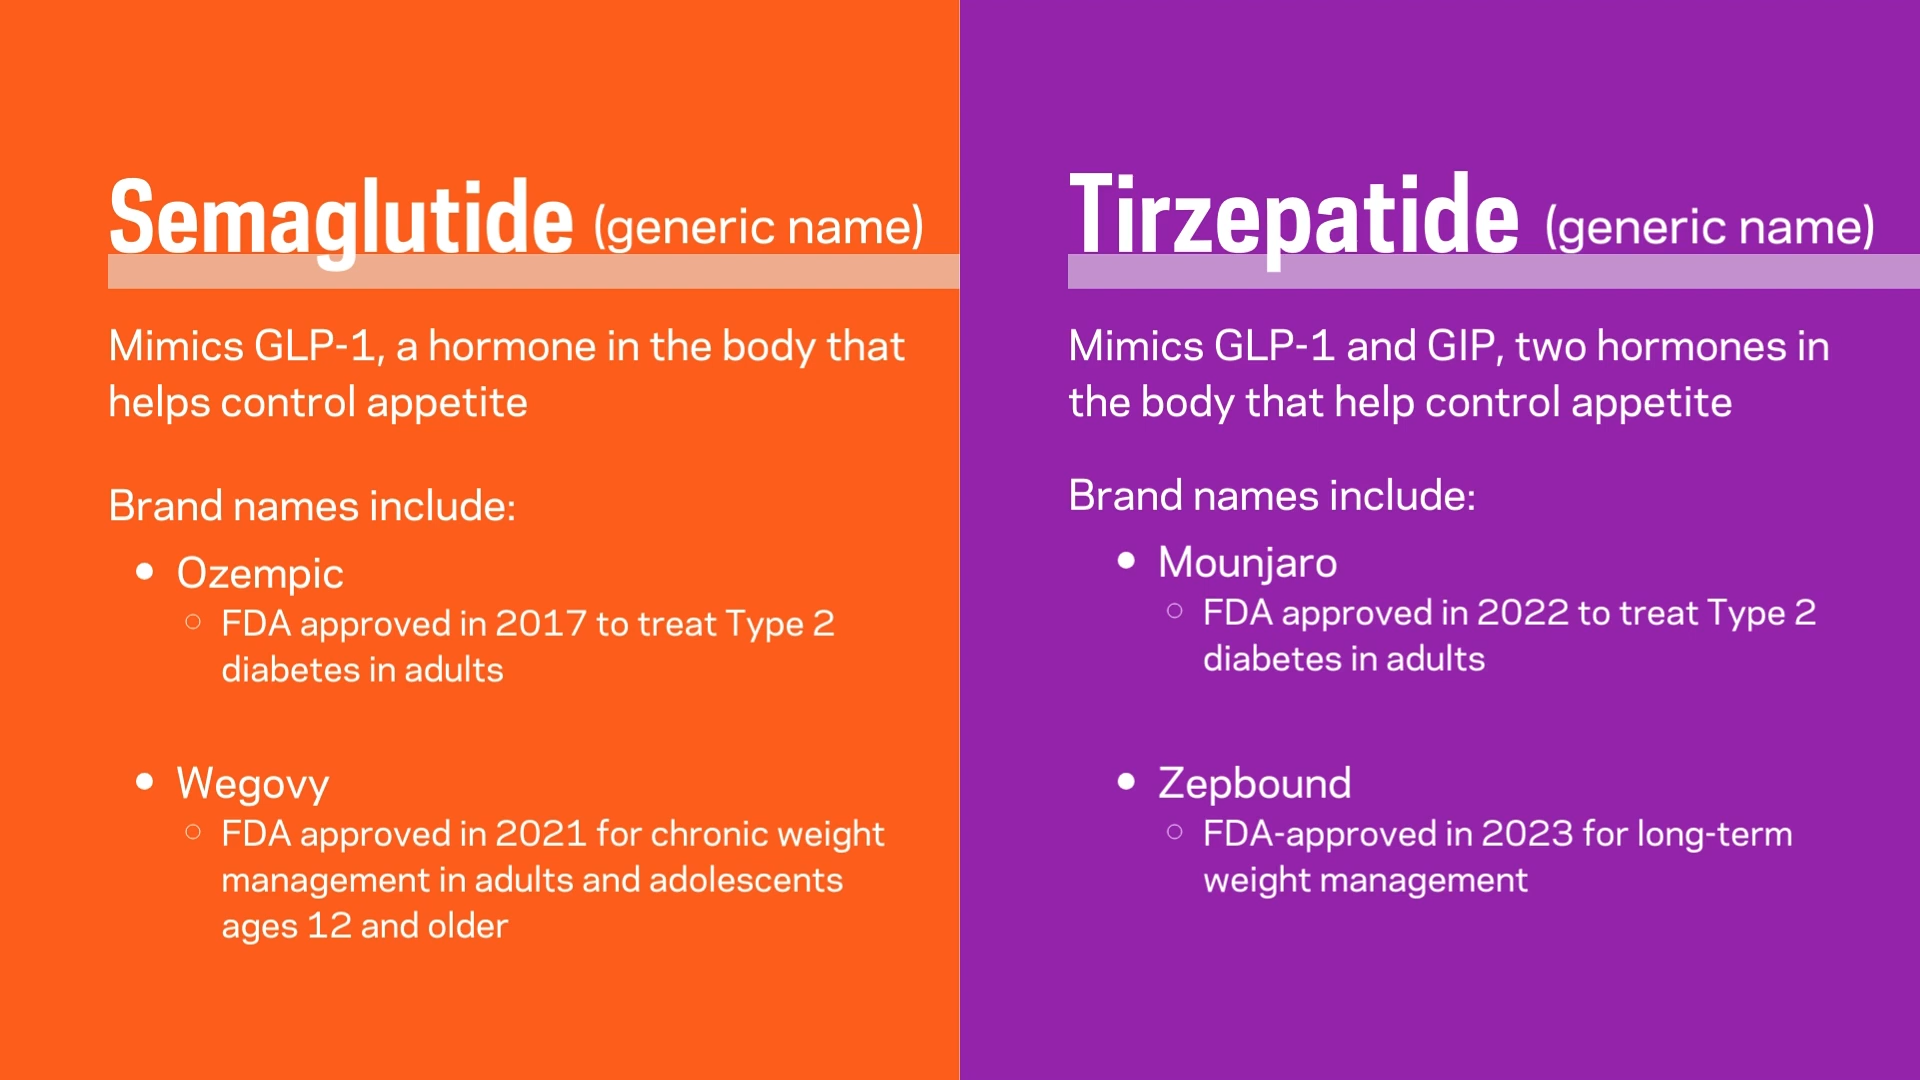 Semaglutide (generic name)
Mimics GLP-1, a hormone in the body that
helps control appetite
Brand names include:
• Ozempic
○ FDA approved in 2017 to treat Type 2
diabetes in adults
• Wegovy
○ FDA approved in 2021 for chronic weight
management in adults and adolescents
ages 12 and older
Tirzepatide (generic name)
Mimics GLP-1 and GIP, two hormones in
the body that help control appetite
Brand names include:
• Mounjaro
○ FDA approved in 2022 to treat Type 2
diabetes in adults
• Zepbound
○ FDA-approved in 2023 for long-term
weight management